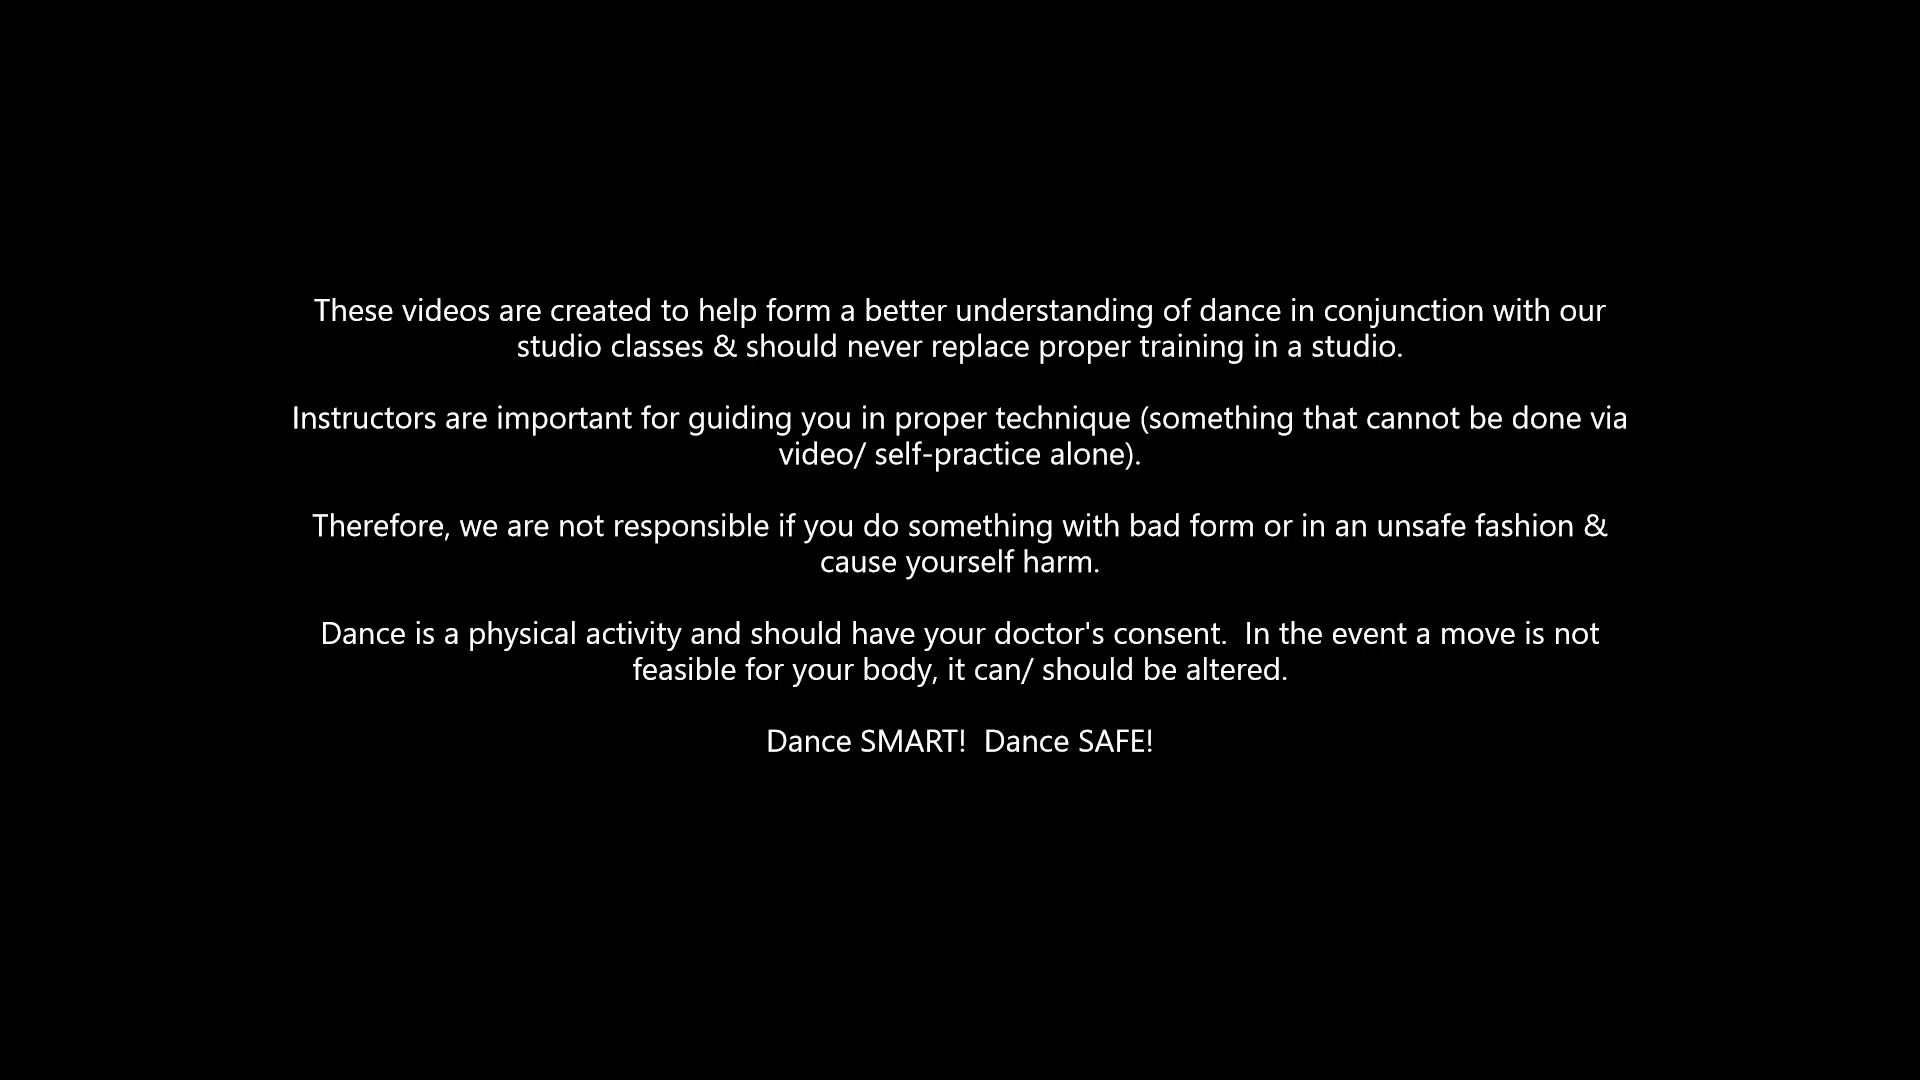 These videos are created to help form a better understanding of dance in conjunction with our
studio classes & should never replace proper training in a studio.
Instructors are important for guiding you in proper technique (something that cannot be done via
video/ self-practice alone).
Therefore, we are not responsible if you do something with bad form or in an unsafe fashion &
cause yourself harm.
Dance is a physical activity and should have your doctor's consent.  In the event a move is not
feasible for your body, it can/ should be altered.
Dance SMART!  Dance SAFE!